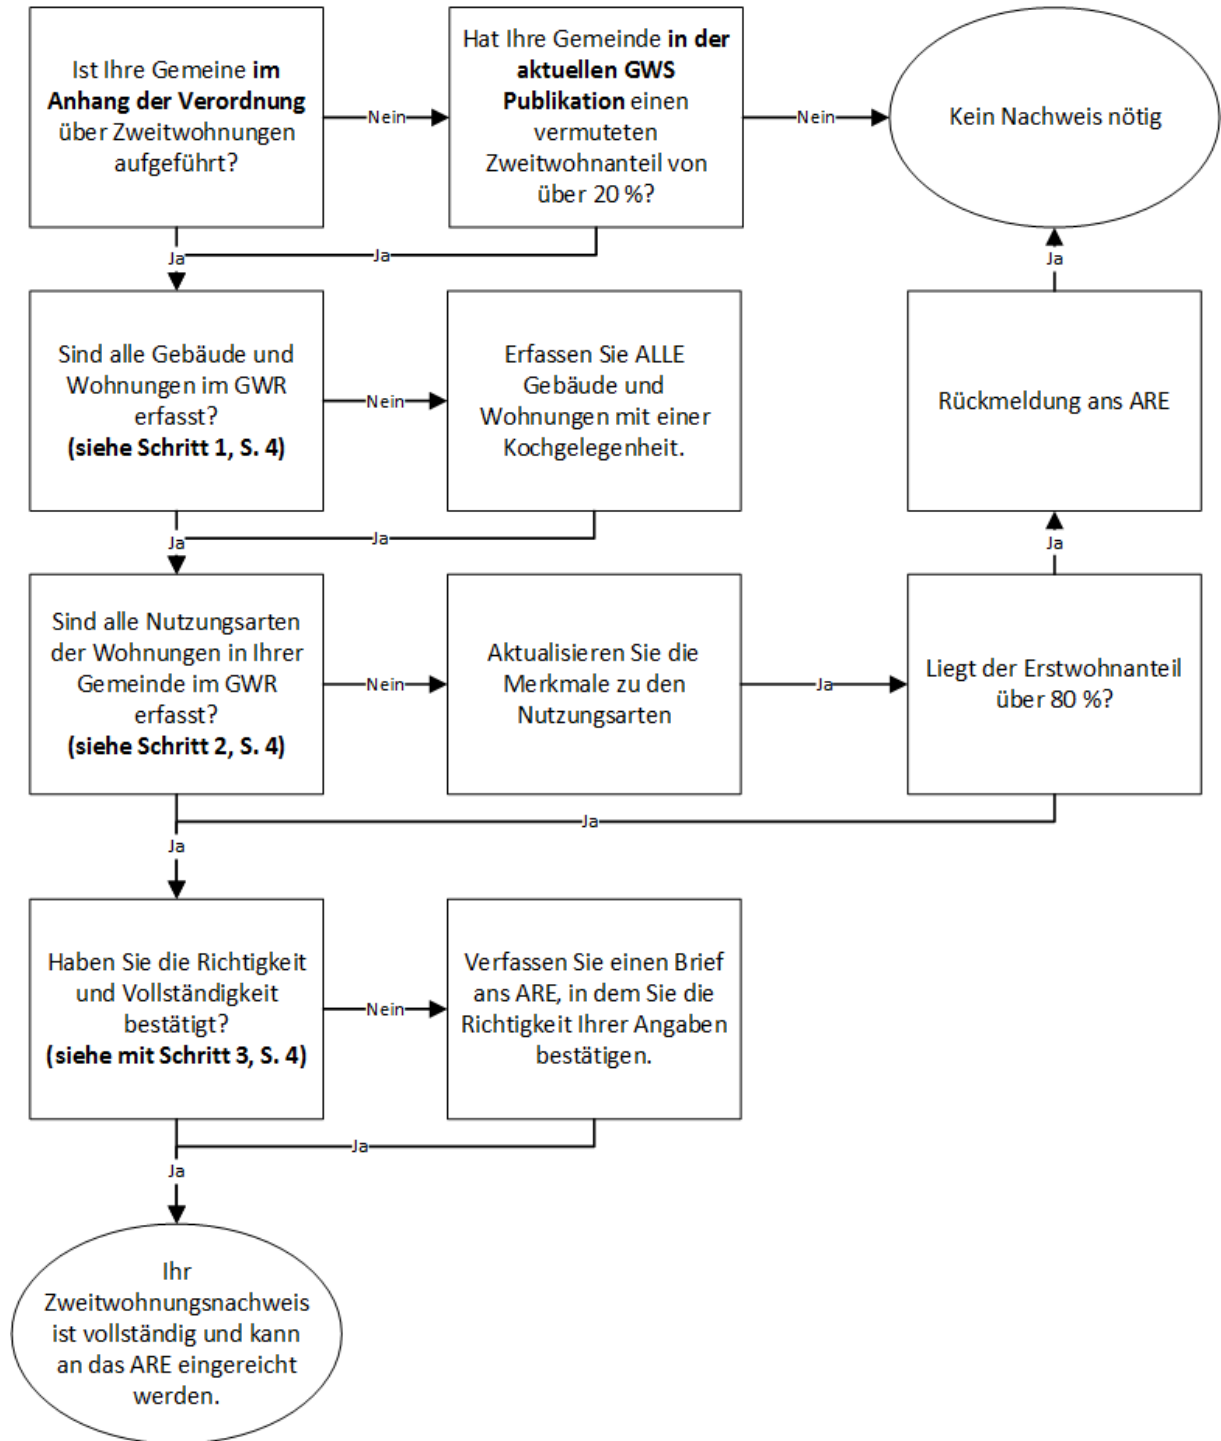 Ist Ihre Gemeine im
Anhang der Verordnung
über Zweitwohnungen
aufgeführt?
Nein
Hat Ihre Gemeinde in der
aktuellen GWS
Publikation einen
vermuteten
Zweitwohnanteil von
über 20 %?
Nein
Kein Nachweis nötig
Ja
Ja
Ja
Sind alle Gebäude und
Wohnungen im GWR
erfasst?
(siehe Schritt 1, S. 4)
Nein
Erfassen Sie ALLE
Gebäude und
Wohnungen mit einer
Kochgelegenheit.
Rückmeldung ans ARE
Ja
Ja
Ja
Sind alle Nutzungsarten
der Wohnungen in Ihrer
Gemeinde im GWR
erfasst?
(siehe Schritt 2, S. 4)
Nein
Aktualisieren Sie die
Merkmale zu den
Nutzungsarten
Ja
Liegt der Erstwohnanteil
über 80 %?
Ja
Ja
Haben Sie die Richtigkeit
und Vollständigkeit
bestätigt?
(siehe mit Schritt 3, S. 4)
Nein
Verfassen Sie einen Brief
ans ARE, in dem Sie die
Richtigkeit Ihrer Angaben
bestätigen.
Ja
Ja
Ihr
Zweitwohnungsnachweis
ist vollständig und kann
an das ARE eingereicht
werden.